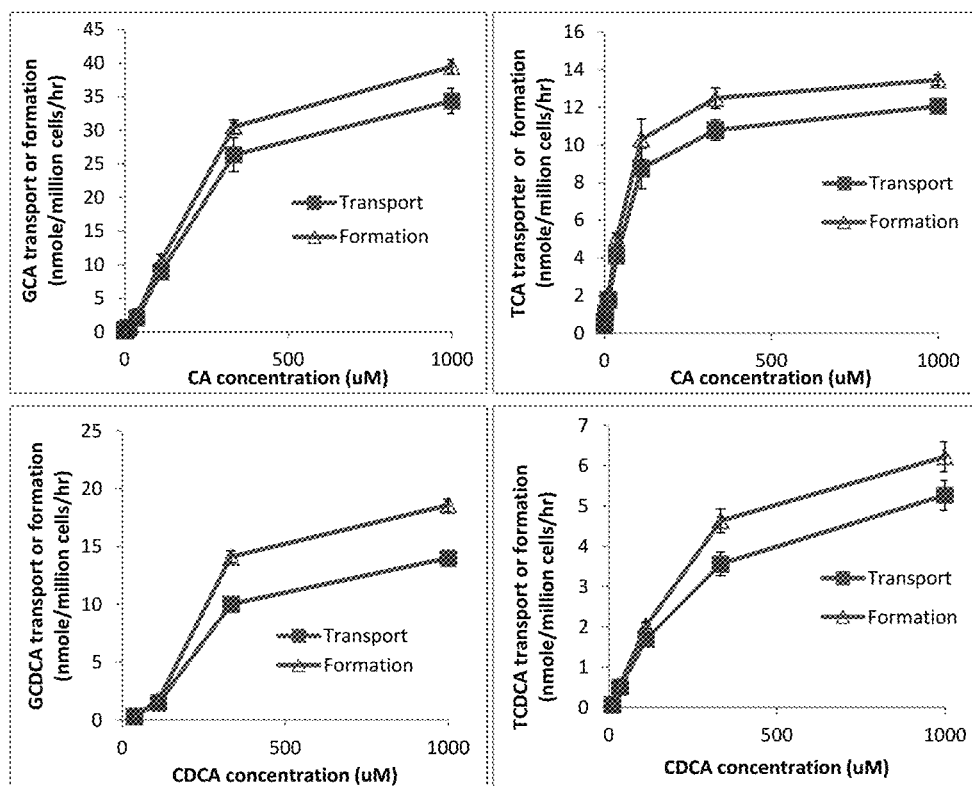 GCA transport or formation
(nmole/million cells/hr)
45
40
35
30
25
20
15
10
5
0
Transport
Formation
0
500
1000
CA concentration (uM)
TCA transporter or formation
(nmole/million cells/hr)
16
14
12
10
8
6
4
2
0
Transport
Formation
0
500
1000
CA concentration (uM)
GCDCA transport or formation
(nmole/million cells/hr)
25
20
15
10
5
0
Transport
Formation
0
500
1000
CDCA concentration (uM)
TCDCA transport or formation
(nmole/million cells/hr)
7
6
5
4
3
2
1
0
Transport
Formation
0
500
1000
CDCA concentration (uM)